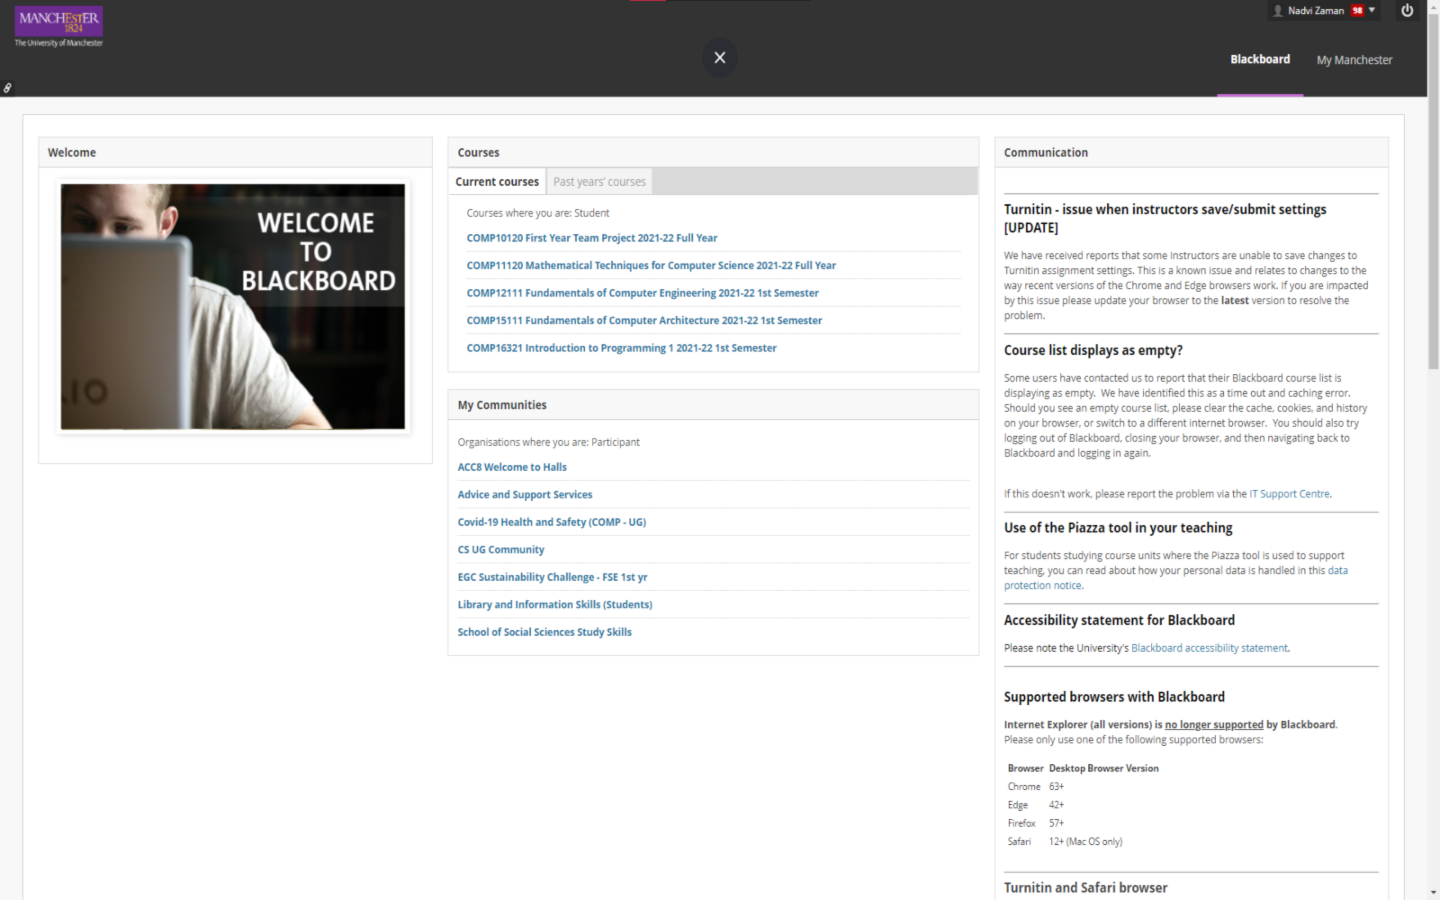 MANCHESTER
1824
The University of Manchester
Nadvi Zaman 98
Blackboard
My Manchester
Welcome
WELCOME
TO
BLACKBOARD
Courses
Current courses
Past years' courses
Courses where you are: Student
COMP10120 First Year Team Project 2021-22 Full Year
COMP11120 Mathematical Techniques for Computer Science 2021-22 Full Year
COMP12111 Fundamentals of Computer Engineering 2021-22 1st Semester
COMP15111 Fundamentals of Computer Architecture 2021-22 1st Semester
COMP16321 Introduction to Programming 1 2021-22 1st Semester
My Communities
Organisations where you are: Participant
ACC8 Welcome to Halls
Advice and Support Services
Covid-19 Health and Safety (COMP - UG)
CS UG Community
EGC Sustainability Challenge - FSE 1st yr
Library and Information Skills (Students)
School of Social Sciences Study Skills
Communication
Turnitin - issue when instructors save/submit settings
[UPDATE]
We have received reports that some Instructors are unable to save changes to
Turnitin assignment settings. This is a known issue and relates to changes to the
way recent versions of the Chrome and Edge browsers work. If you are impacted
by this issue please update your browser to the latest version to resolve the
problem.
Course list displays as empty?
Some users have contacted us to report that their Blackboard course list is
displaying as empty. We have identified this as a time out and caching error.
Should you see an empty course list, please clear the cache, cookies, and history
on your browser, or switch to a different internet browser. You should also try
logging out of Blackboard, closing your browser, and then navigating back to
Blackboard and logging in again.
If this doesn't work, please report the problem via the IT Support Centre.
Use of the Piazza tool in your teaching
For students studying course units where the Piazza tool is used to support
teaching, you can read about how your personal data is handled in this data
protection notice.
Accessibility statement for Blackboard
Please note the University's Blackboard accessibility statement.
Supported browsers with Blackboard
Internet Explorer (all versions) is no longer supported by Blackboard.
Please only use one of the following supported browsers:
Browser Desktop Browser Version
Chrome 63+
Edge 42+
Firefox 57+
Safari 12+ (Mac OS only)
Turnitin and Safari browser